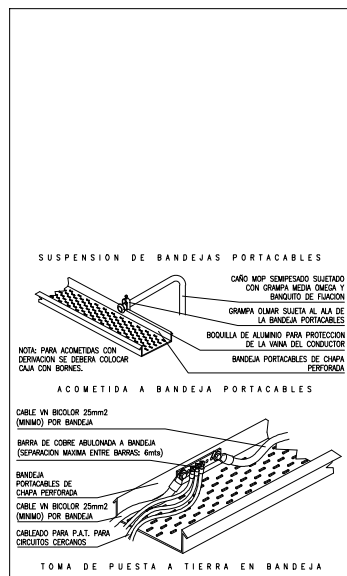 SUSPENSION DE BANDEJAS PORTACABLES
CAÑO MOP SEMIPESADO SUJETADO
CON GRAMPA MEDIA OMEGA Y
BANQUITO DE FIJACION
GRAMPA OLMAR SUJETA AL ALA DE
LA BANDEJA PORTACABLES
BOQUILLA DE ALUMINIO PARA PROTECCION
DE LA VAINA DEL CONDUCTOR
BANDEJA PORTACABLES DE CHAPA
PERFORADA
NOTA: PARA ACOMETIDAS CON
DERIVACION SE DEBERA COLOCAR
CAJA CON BORNES.
ACOMETIDA A BANDEJA PORTACABLES
CABLE VN BICOLOR 25mm2
(MINIMO) POR BANDEJA
BARRA DE COBRE ABULONADA A BANDEJA
(SEPARACION MAXIMA ENTRE BARRAS: 6mts)
BANDEJA
PORTACABLES DE
CHAPA PERFORADA
CABLE VN BICOLOR 25mm2
(MINIMO) POR BANDEJA
CABLEADO PARA P.A.T. PARA
CIRCUITOS CERCANOS
TOMA DE PUESTA A TIERRA EN BANDEJA